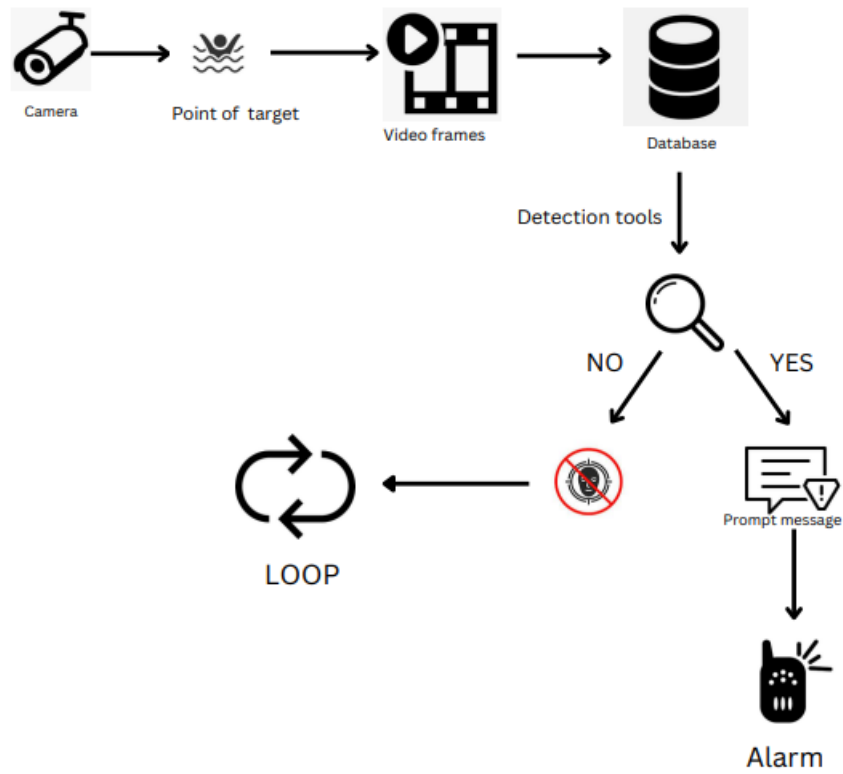 Camera
Point of target
Video frames
Database
Detection tools
NO
YES
Prompt message
LOOP
Alarm